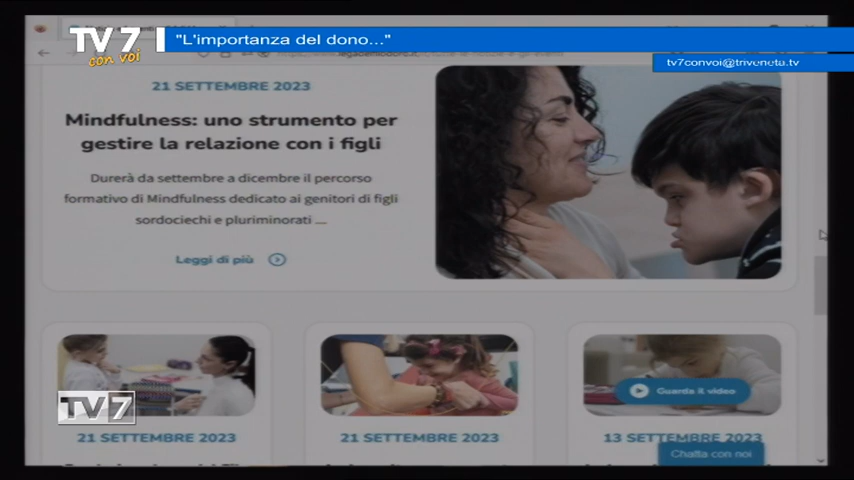 TV7
con voi
"L'importanza del dono..."
tv7convoi@triveneta.tv
21 SETTEMBRE 2023
Mindfulness: uno strumento per
gestire la relazione con i figli
Durerà da settembre a dicembre il percorso
formativo di Mindfulness dedicato ai genitori di figli
sordociechi e pluriminorati ....
Leggi di più
Guarda il video
TV7
21 SETTEMBRE 2023
21 SETTEMBRE 2023
13 SETTEMBRE 2023
Chatta con noi